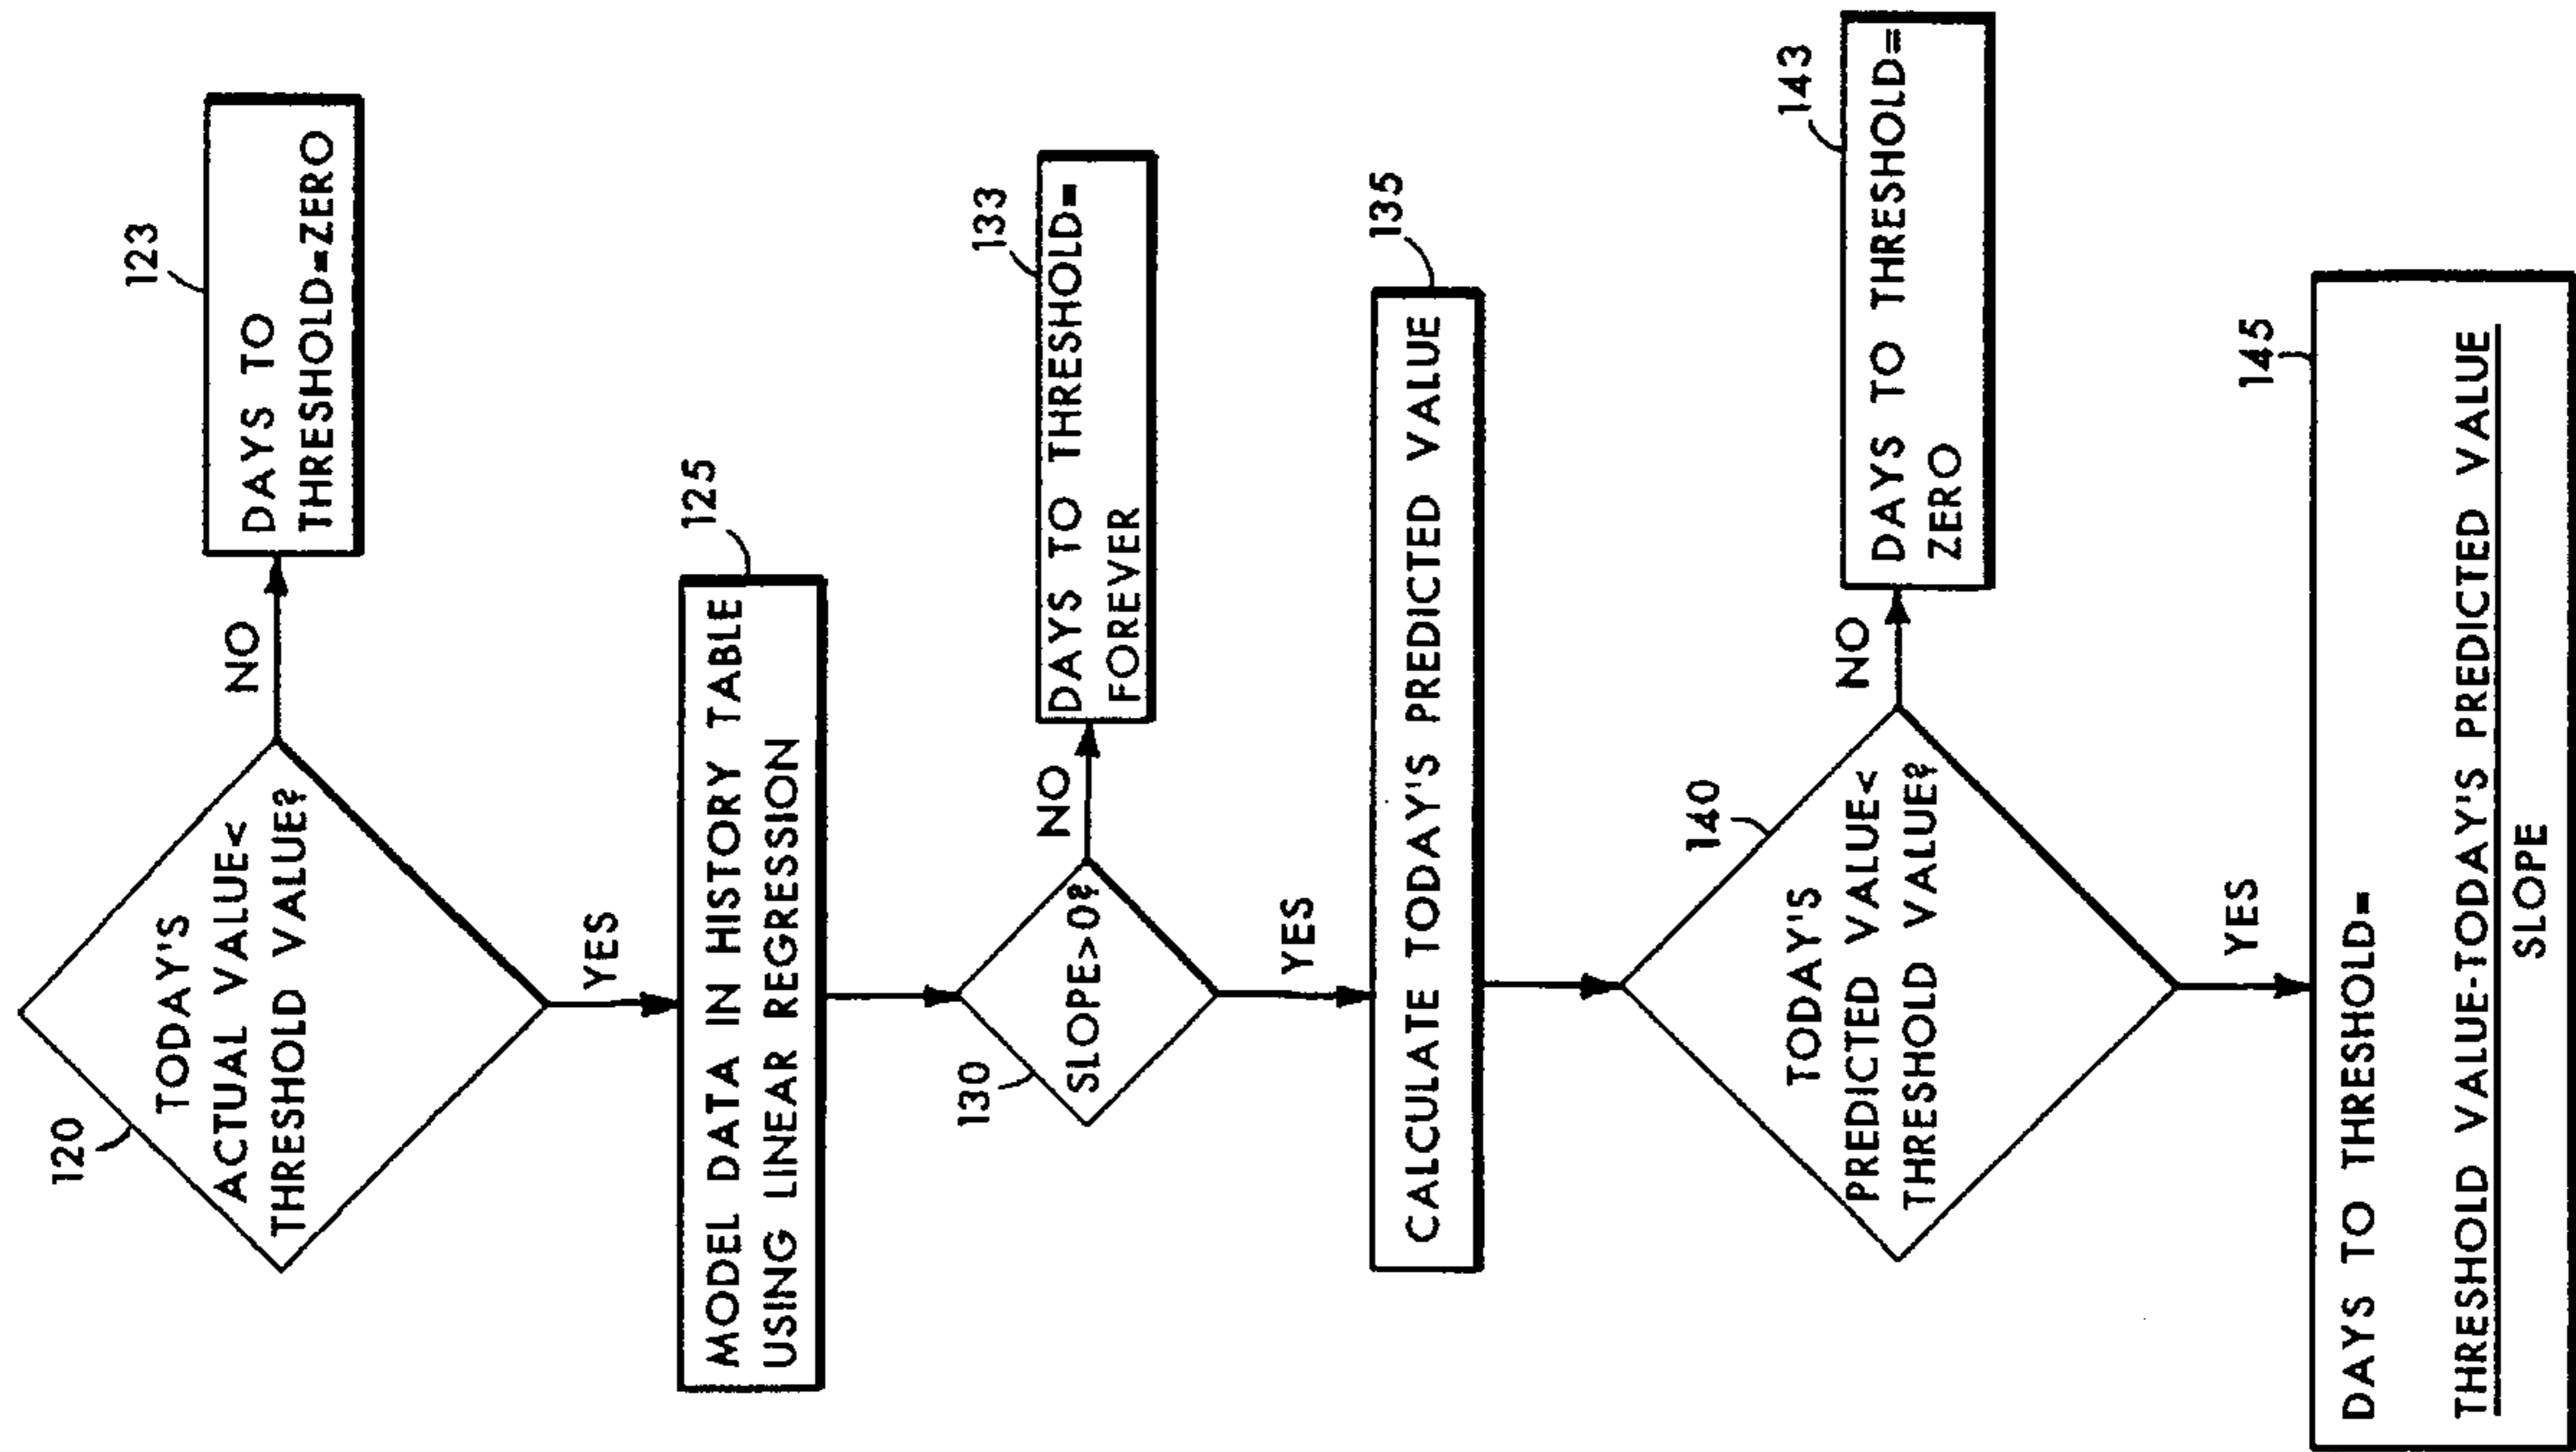 120
TODAY'S
ACTUAL VALUE<
THRESHOLD VALUE?
NO
123
DAYS TO
THRESHOLD=ZERO
YES
125
MODEL DATA IN HISTORY TABLE
USING LINEAR REGRESSION
130
SLOPE>0?
NO
133
DAYS TO THRESHOLD=
FOREVER
YES
135
CALCULATE TODAY'S PREDICTED VALUE
140
TODAY'S
PREDICTED VALUE<
THRESHOLD VALUE?
NO
143
DAYS TO THRESHOLD=
ZERO
YES
145
DAYS TO THRESHOLD=
THRESHOLD VALUE-TODAY'S PREDICTED VALUE
SLOPE